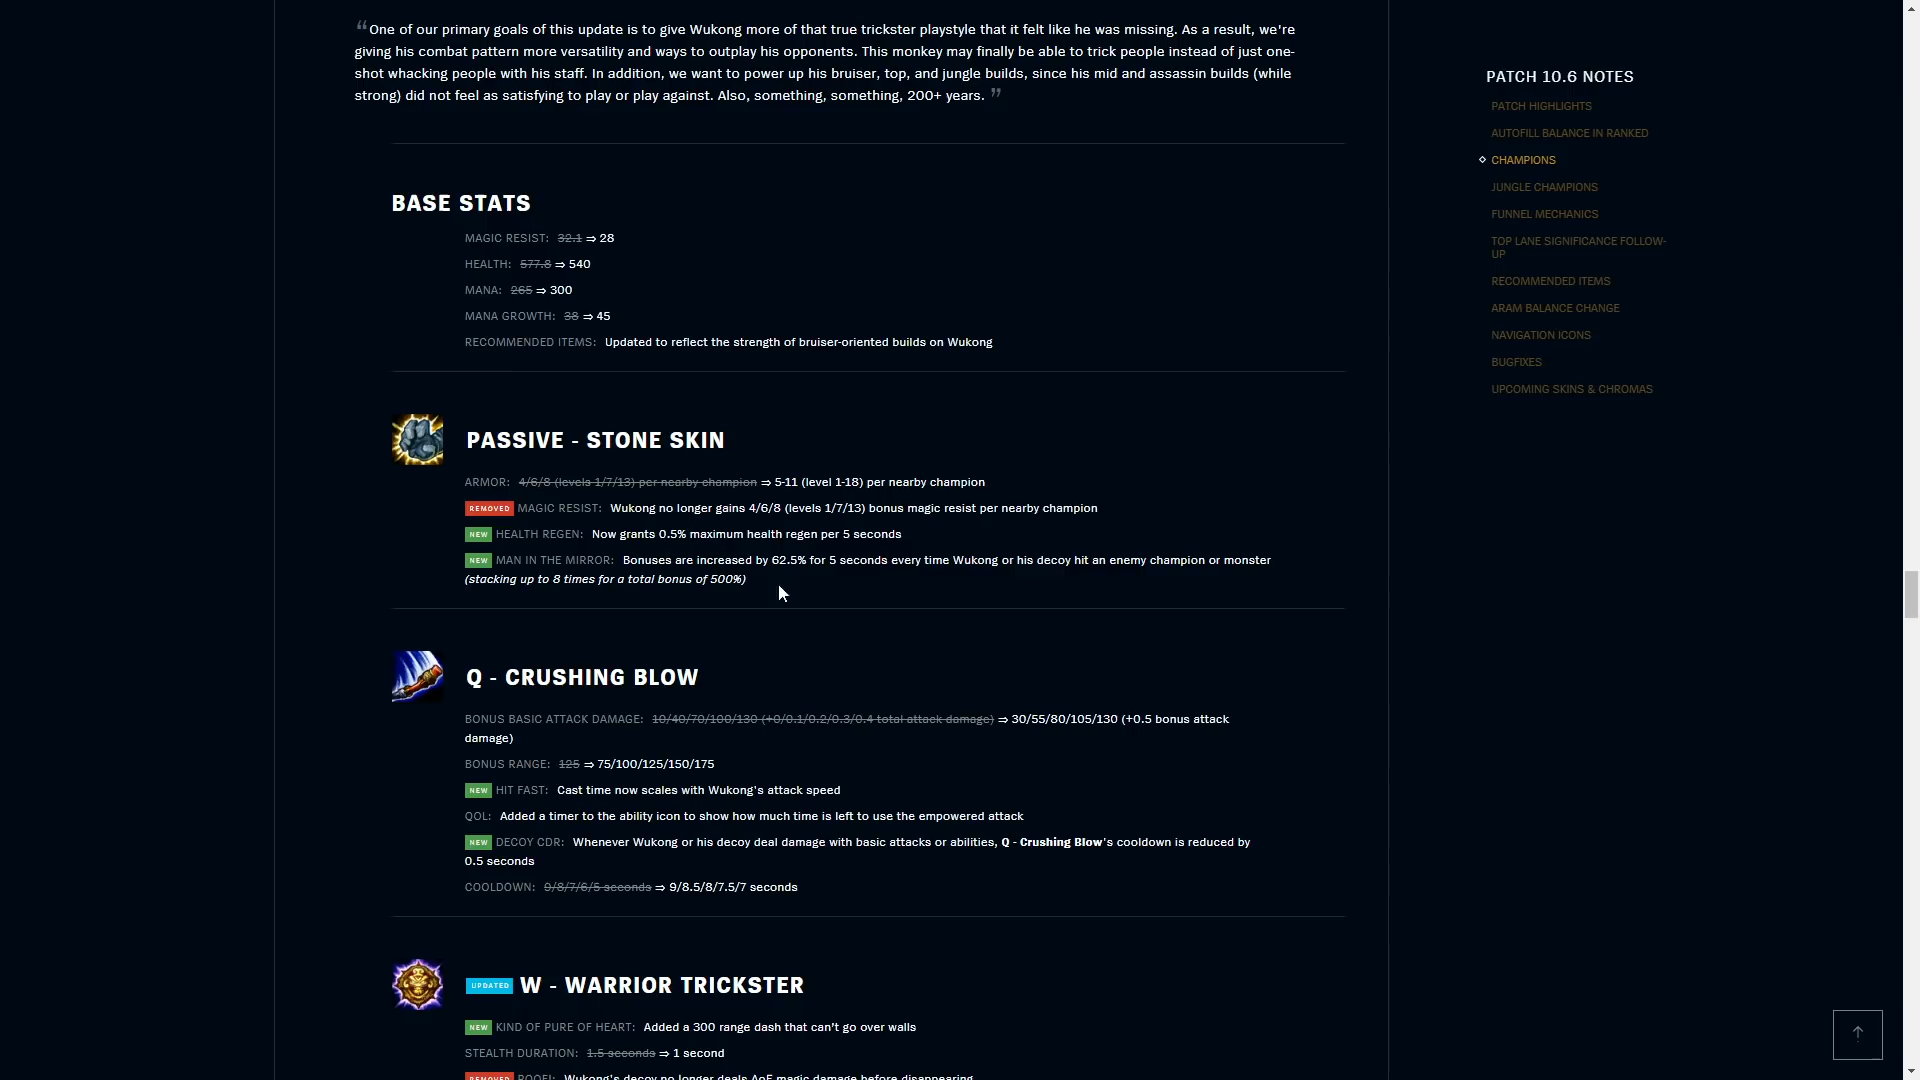 “One of our primary goals of this update is to give Wukong more of that true trickster playstyle that it felt like he was missing. As a result, we're
giving his combat pattern more versatility and ways to outplay his opponents. This monkey may finally be able to trick people instead of just one-
shot whacking people with his staff. In addition, we want to power up his bruiser, top, and jungle builds, since his mid and assassin builds (while
strong) did not feel as satisfying to play or play against. Also, something, something, 200+ years. ”
BASE STATS
MAGIC RESIST: 32.1 ⇒ 28
HEALTH: 577.8 ⇒ 540
MANA: 265 ⇒ 300
MANA GROWTH: 38 ⇒ 45
RECOMMENDED ITEMS: Updated to reflect the strength of bruiser-oriented builds on Wukong
PASSIVE - STONE SKIN
ARMOR: 4/6/8 (levels 1/7/13) per nearby champion ⇒ 5-11 (level 1-18) per nearby champion
REMOVED MAGIC RESIST: Wukong no longer gains 4/6/8 (levels 1/7/13) bonus magic resist per nearby champion
NEW HEALTH REGEN: Now grants 0.5% maximum health regen per 5 seconds
NEW MAN IN THE MIRROR: Bonuses are increased by 62.5% for 5 seconds every time Wukong or his decoy hit an enemy champion or monster
(stacking up to 8 times for a total bonus of 500%)
Q - CRUSHING BLOW
BONUS BASIC ATTACK DAMAGE: 10/40/70/100/130 (+0/0.1/0.2/0.3/0.4 total attack damage) ⇒ 30/55/80/105/130 (+0.5 bonus attack
damage)
BONUS RANGE: 125 ⇒ 75/100/125/150/175
NEW HIT FAST: Cast time now scales with Wukong's attack speed
QOL: Added a timer to the ability icon to show how much time is left to use the empowered attack
NEW DECOY CDR: Whenever Wukong or his decoy deal damage with basic attacks or abilities, Q - Crushing Blow's cooldown is reduced by
0.5 seconds
COOLDOWN: 9/8/7/6/5 seconds ⇒ 9/8.5/8/7.5/7 seconds
UPDATED W - WARRIOR TRICKSTER
NEW KIND OF PURE OF HEART: Added a 300 range dash that can't go over walls
STEALTH DURATION: 1.5 seconds ⇒ 1 second
REMOVED POOF!: Wukong's decoy no longer deals AoE magic damage before disappearing
PATCH 10.6 NOTES
PATCH HIGHLIGHTS
AUTOFILL BALANCE IN RANKED
CHAMPIONS
JUNGLE CHAMPIONS
FUNNEL MECHANICS
TOP LANE SIGNIFICANCE FOLLOW-
UP
RECOMMENDED ITEMS
ARAM BALANCE CHANGE
NAVIGATION ICONS
BUGFIXES
UPCOMING SKINS & CHROMAS